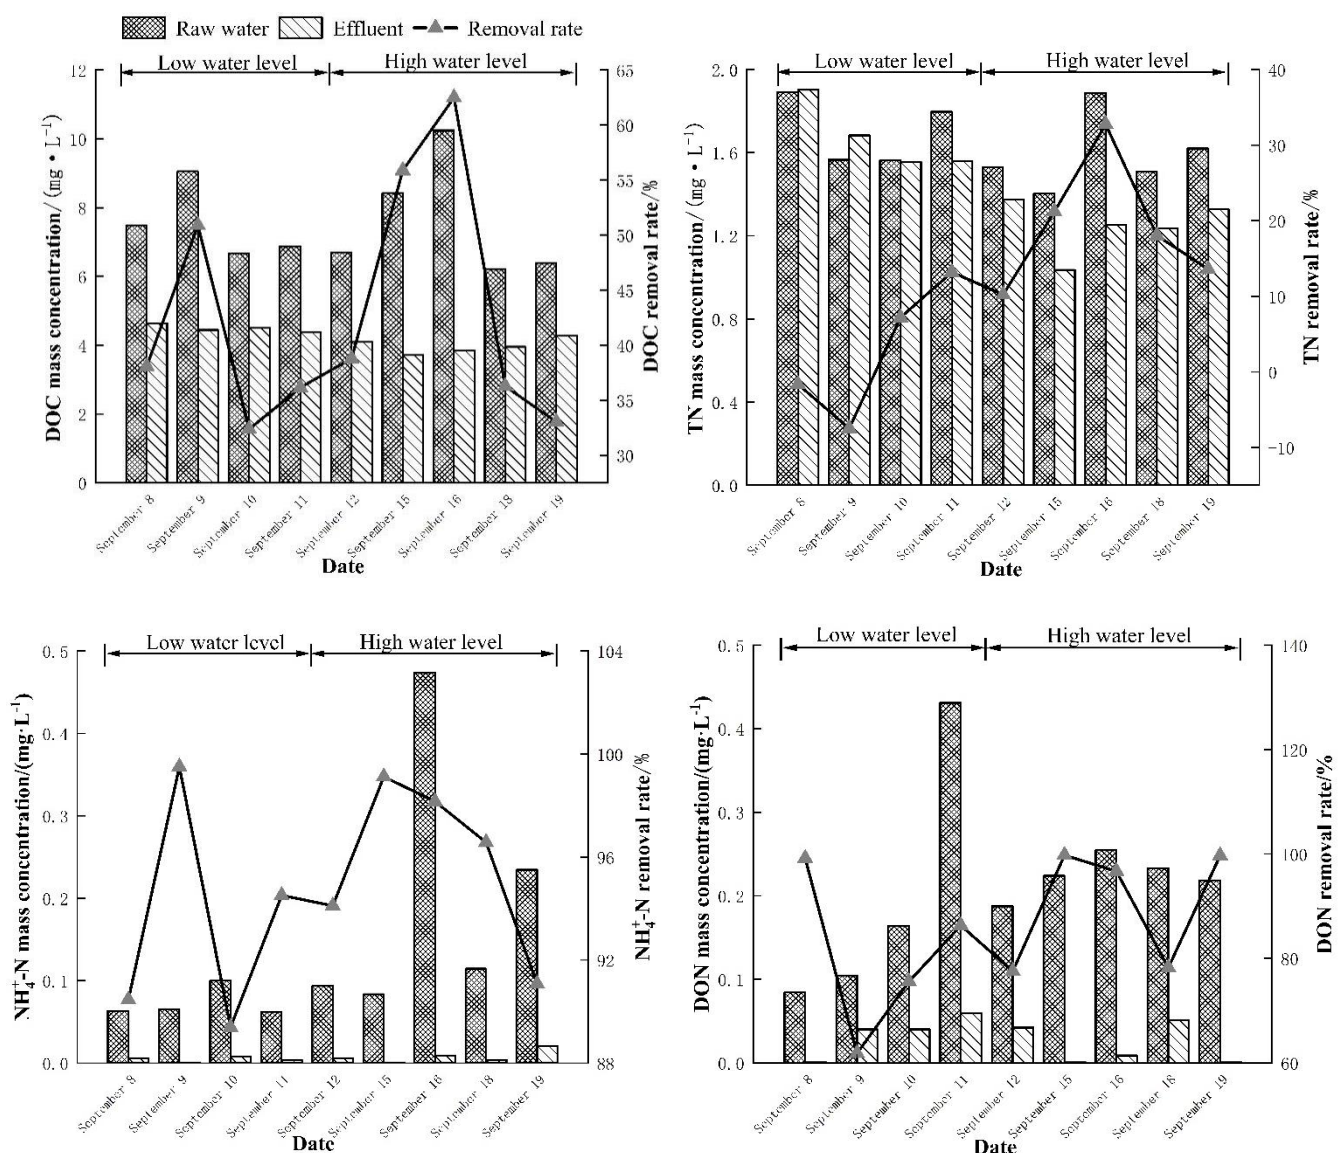 Raw water Effluent Removal rate
Low water level High water level
DOC mass concentration/ (mg • L⁻¹)
12
10
8
6
4
2
0
65
60
55
50
45
40
35
30
DOC removal rate/%
September 8
September 9
September 10
September 11
September 12
September 15
September 16
September 18
September 19
Date
Low water level High water level
TN mass concentration/ (mg • L⁻¹)
2.0
1.6
1.2
0.8
0.4
0.0
40
30
20
10
0
−10
TN removal rate/%
September 8
September 9
September 10
September 11
September 12
September 15
September 16
September 18
September 19
Date
Low water level High water level
NH₄⁺-N mass concentration/(mg·L⁻¹)
0.5
0.4
0.3
0.2
0.1
0.0
104
100
96
92
88
NH₄⁺-N removal rate/%
September 8
September 9
September 10
September 11
September 12
September 15
September 16
September 18
September 19
Date
Low water level High water level
DON mass concentration/(mg·L⁻¹)
0.5
0.4
0.3
0.2
0.1
0.0
140
120
100
80
60
DON removal rate/%
September 8
September 9
September 10
September 11
September 12
September 15
September 16
September 18
September 19
Date